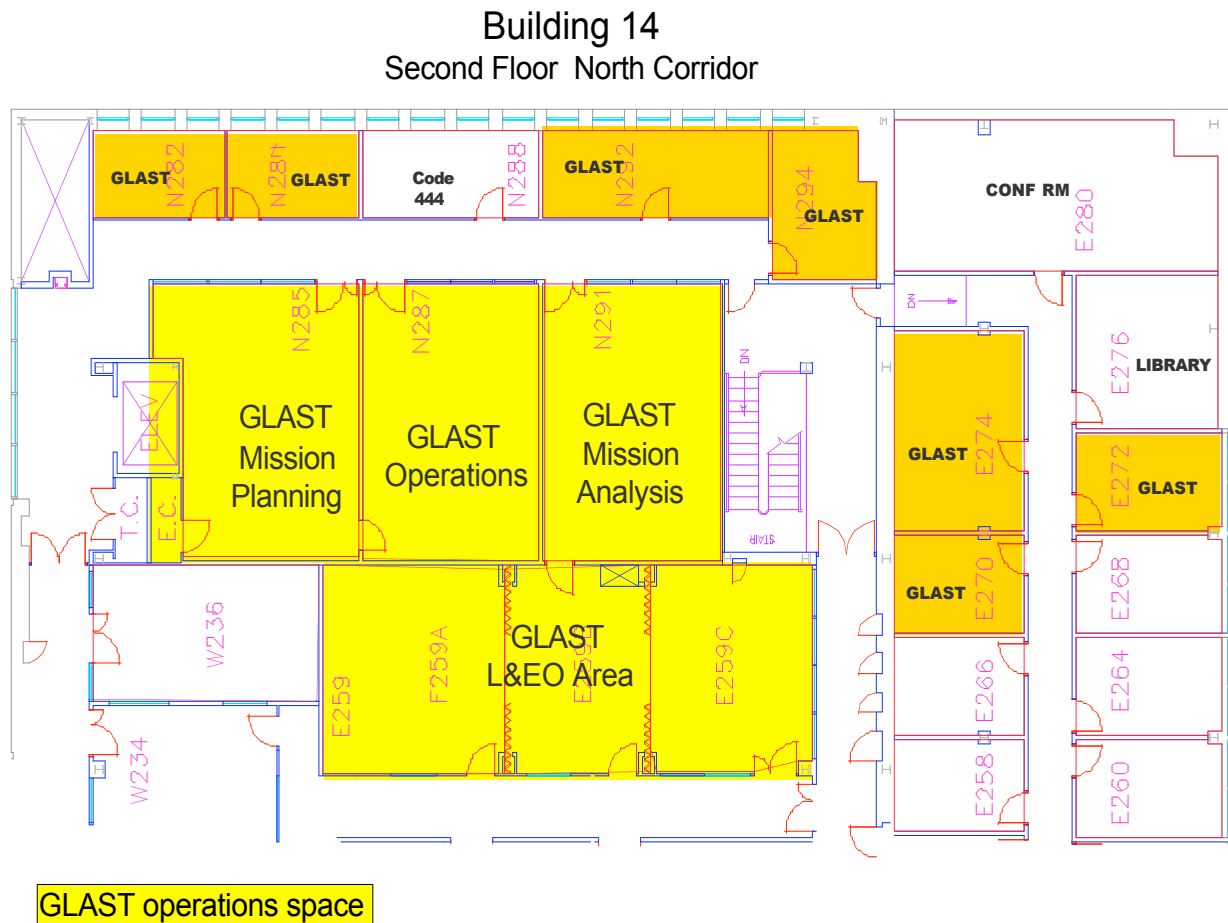 Building 14
Second Floor North Corridor
GLAST
N282
GLAST
Code
444
N288
GLAST
N292
N294
GLAST
CONF RM
E280
DN
N285
N287
N291
DN
E276
LIBRARY
ELEV
GLAST
Mission
Planning
GLAST
Operations
GLAST
Mission
Analysis
GLAST
E274
E272
GLAST
T.C.
E.C.
STAIR
GLAST
E270
E268
W236
E259
GLAST
L&EO Area
E259C
E266
E264
W234
E258
E260
GLAST operations space